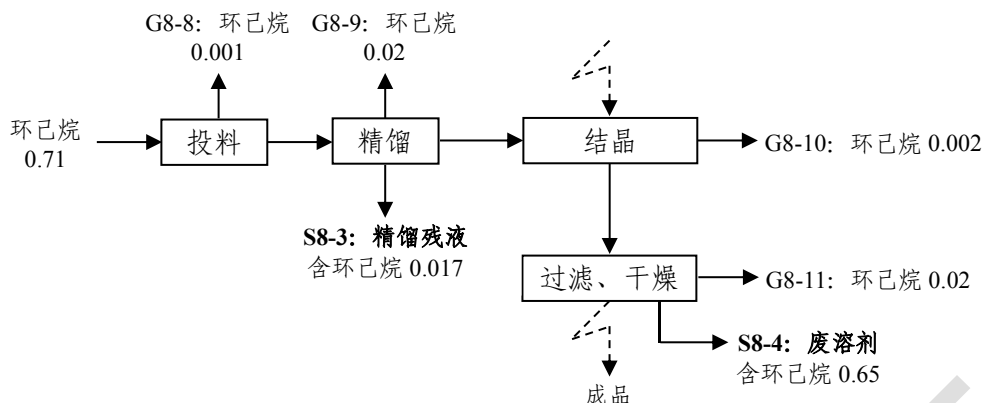 G8-8：环己烷
0.001
G8-9：环己烷
0.02
环己烷
0.71
投料
精馏
结晶
G8-10：环己烷 0.002
S8-3：精馏残液
含环己烷 0.017
过滤、干燥
G8-11：环己烷 0.02
S8-4：废溶剂
含环己烷 0.65
成品